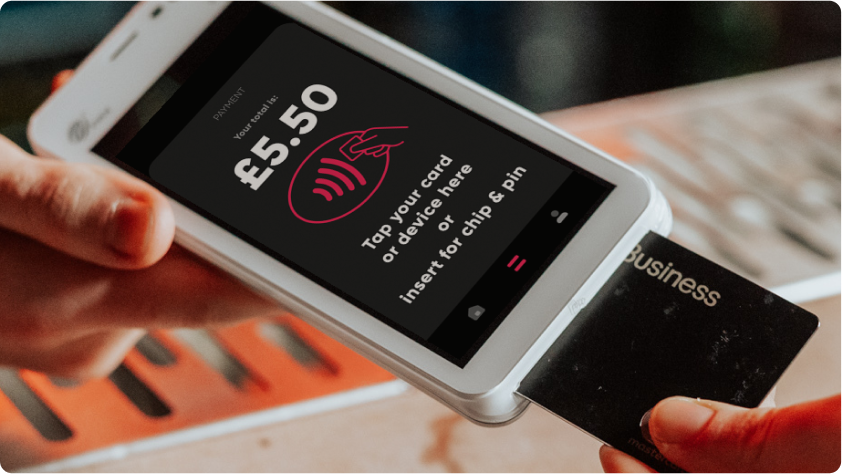 PAYMENT
Your total is:
£5.50
Tap your card
or device here
or
insert for chip & pin
Business